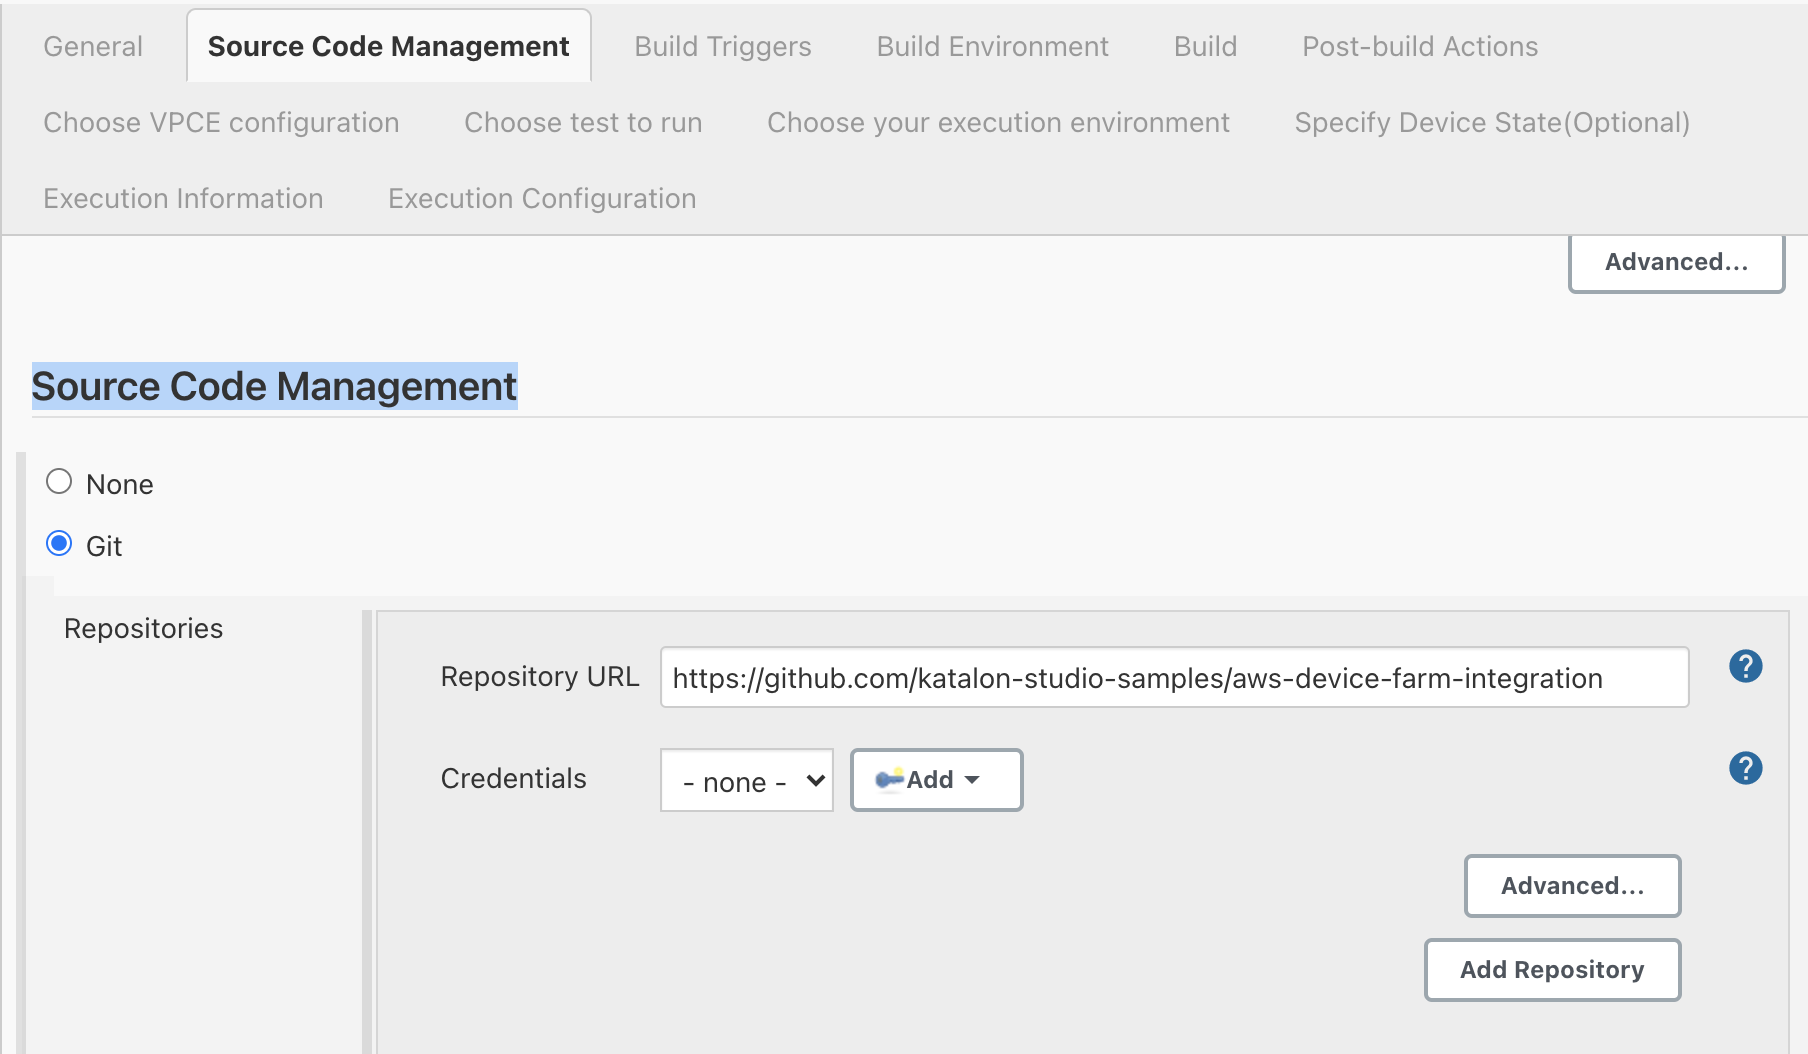 General Source Code Management Build Triggers Build Environment Build Post-build Actions
Choose VPCE configuration Choose test to run Choose your execution environment Specify Device State(Optional)
Execution Information Execution Configuration
Advanced...
Source Code Management
None
Git
Repositories
Repository URL https://github.com/katalon-studio-samples/aws-device-farm-integration ?
Credentials - none - Add ?
Advanced...
Add Repository